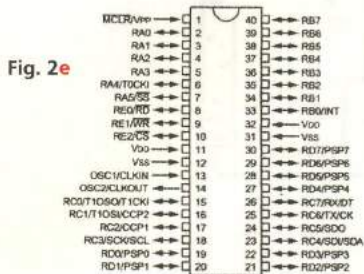 Fig. 2e
MCLR/VPP 1 40 RB7
RA0 2 39 RB6
RA1 3 38 RB5
RA2 4 37 RB4
RA3 5 36 RB3
RA4/T0CKI 6 35 RB2
RA5/SS 7 34 RB1
RE0/RD 8 33 RB0/INT
RE1/WR 9 32 VDD
RE2/CS 10 31 VSS
VDD 11 30 RD7/PSP7
VSS 12 29 RD6/PSP6
OSC1/CLKIN 13 28 RD5/PSP5
OSC2/CLKOUT 14 27 RD4/PSP4
RC0/T1OSO/T1CKI 15 26 RC7/RX/DT
RC1/T1OSI/CCP2 16 25 RC6/TX/CK
RC2/CCP1 17 24 RC5/SDO
RC3/SCK/SCL 18 23 RC4/SDI/SDA
RD0/PSP0 19 22 RD3/PSP3
RD1/PSP1 20 21 RD2/PSP2